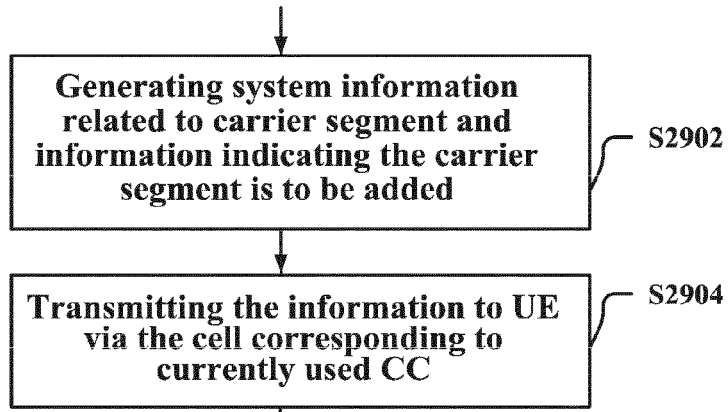 Generating system information
related to carrier segment and
information indicating the carrier
segment is to be added
S2902
Transmitting the information to UE
via the cell corresponding to
currently used CC
S2904